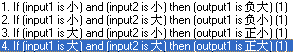 1. If (input1 is 小) and (input2 is 小) then (output1 is 负大) (1)
2. If (input1 is 小) and (input2 is 大) then (output1 is 负小) (1)
3. If (input1 is 大) and (input2 is 小) then (output1 is 正小) (1)
4. If (input1 is 大) and (input2 is 大) then (output1 is 正大) (1)